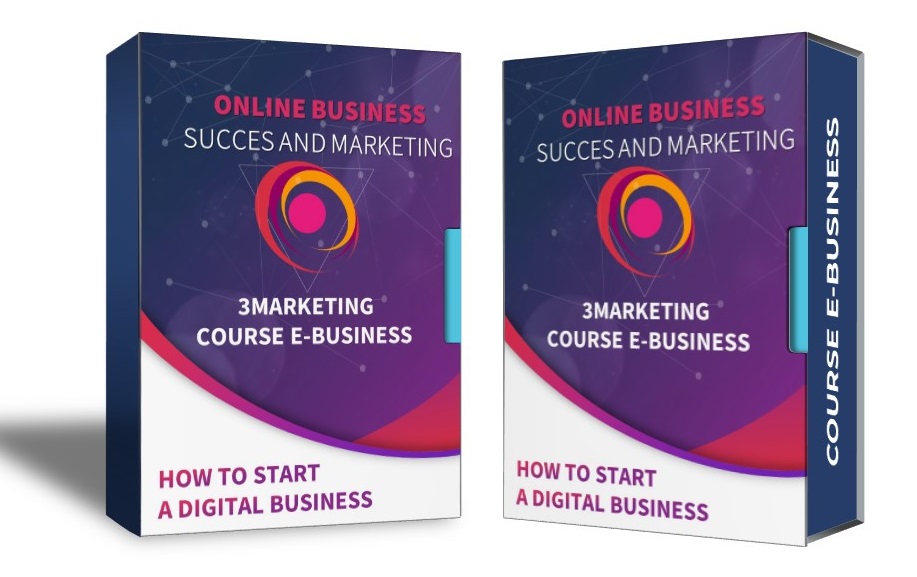 ONLINE BUSINESS
SUCCES AND MARKETING
3MARKETING
COURSE E-BUSINESS
HOW TO START
A DIGITAL BUSINESS
ONLINE BUSINESS
SUCCES AND MARKETING
3MARKETING
COURSE E-BUSINESS
HOW TO START
A DIGITAL BUSINESS
COURSE E-BUSINESS